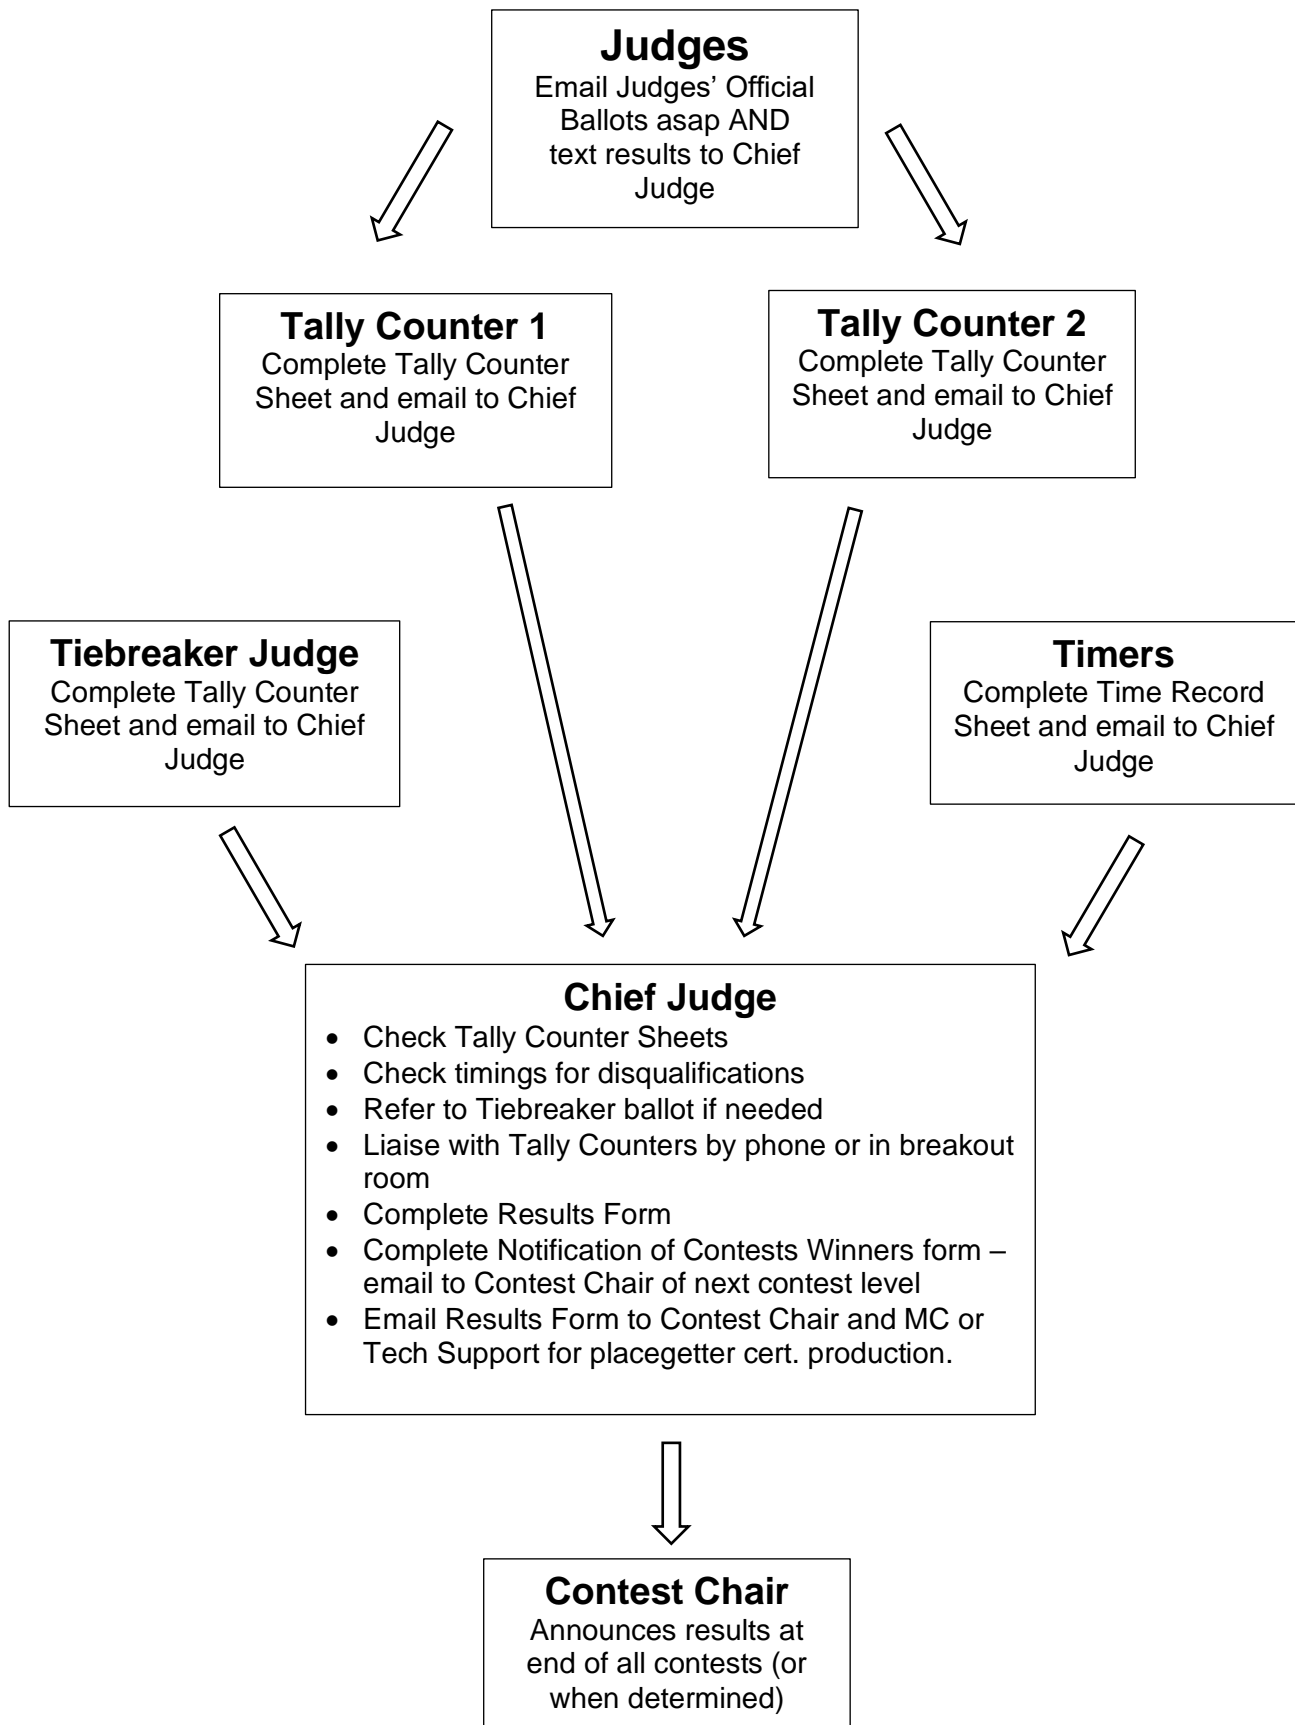 Judges
Email Judges’ Official
Ballots asap AND
text results to Chief
Judge
Tally Counter 1
Complete Tally Counter
Sheet and email to Chief
Judge
Tally Counter 2
Complete Tally Counter
Sheet and email to Chief
Judge
Tiebreaker Judge
Complete Tally Counter
Sheet and email to Chief
Judge
Timers
Complete Time Record
Sheet and email to Chief
Judge
Chief Judge
• Check Tally Counter Sheets
• Check timings for disqualifications
• Refer to Tiebreaker ballot if needed
• Liaise with Tally Counters by phone or in breakout
room
• Complete Results Form
• Complete Notification of Contests Winners form –
email to Contest Chair of next contest level
• Email Results Form to Contest Chair and MC or
Tech Support for placegetter cert. production.
Contest Chair
Announces results at
end of all contests (or
when determined)